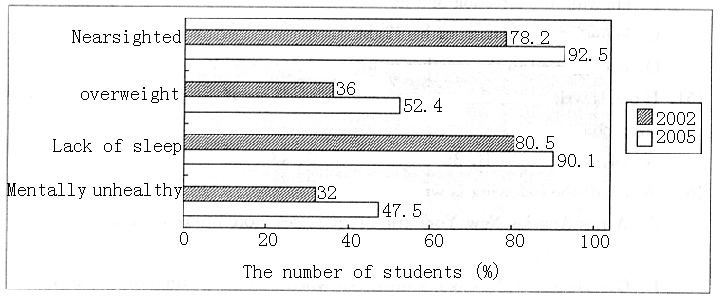 Nearsighted
78.2
92.5
overweight
36
52.4
Lack of sleep
80.5
90.1
Mentally unhealthy
32
47.5
0 20 40 60 80 100
The number of students (%)
2002
2005